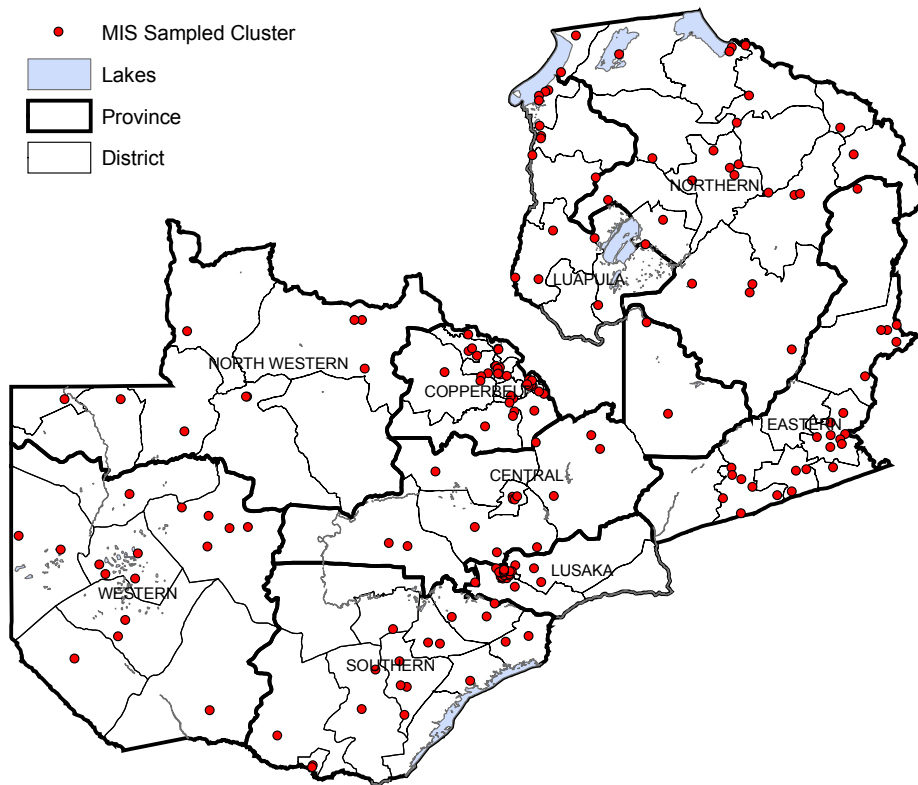 MIS Sampled Cluster
Lakes
Province
District
NORTHERN
LUAPULA
NORTH WESTERN
COPPERBELT
EASTERN
CENTRAL
LUSAKA
WESTERN
SOUTHERN